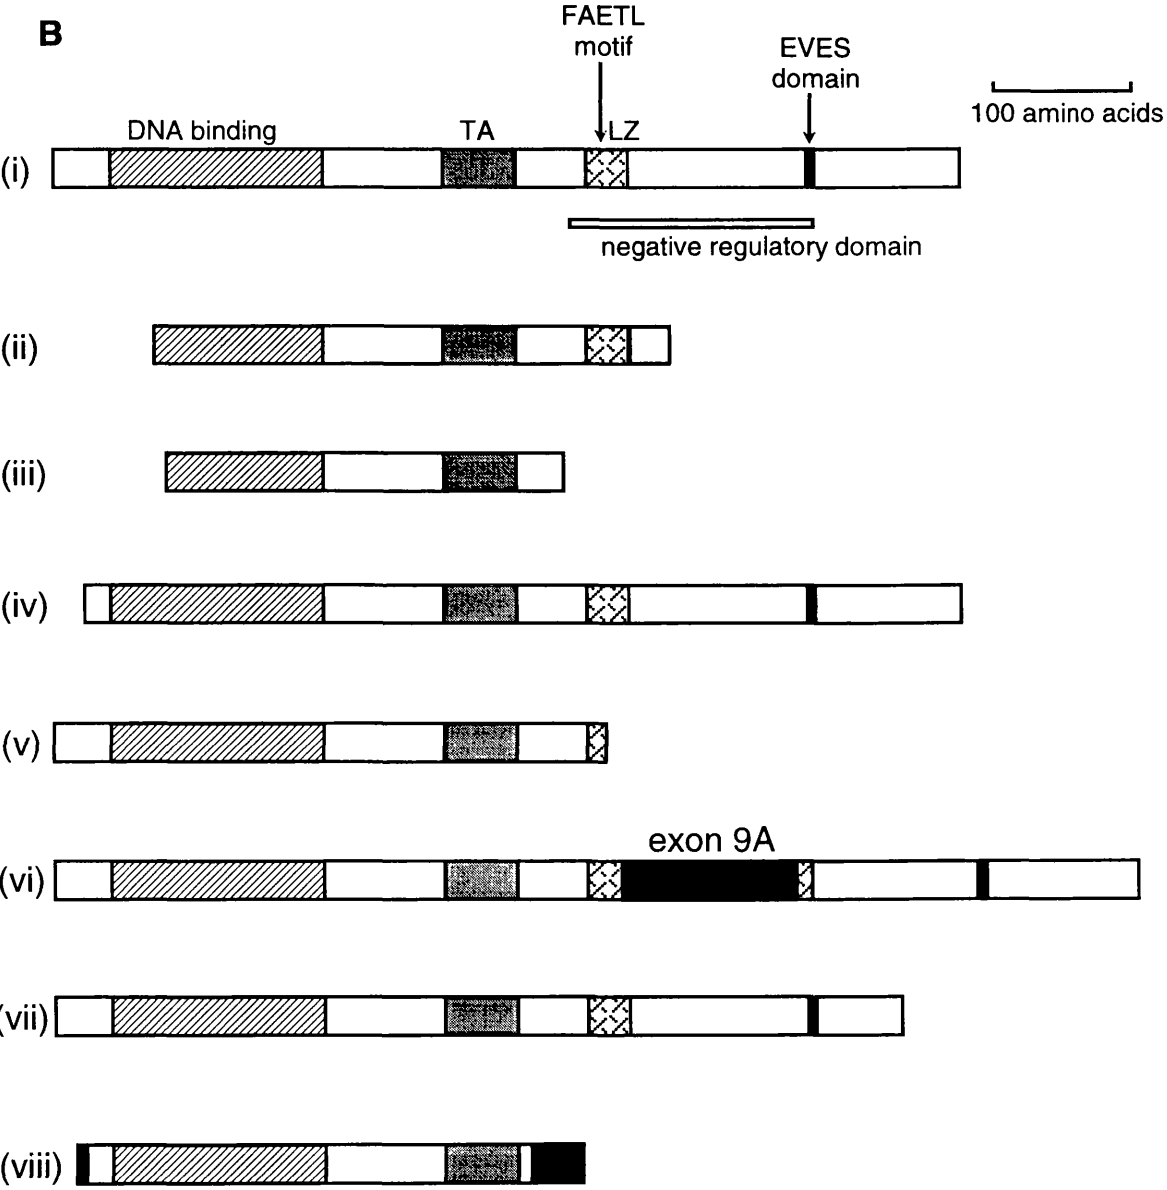 B
FAETL
motif
EVES
domain
100 amino acids
DNA binding
TA
LZ
(i)
negative regulatory domain
(ii)
(iii)
(iv)
(v)
exon 9A
(vi)
(vii)
(viii)